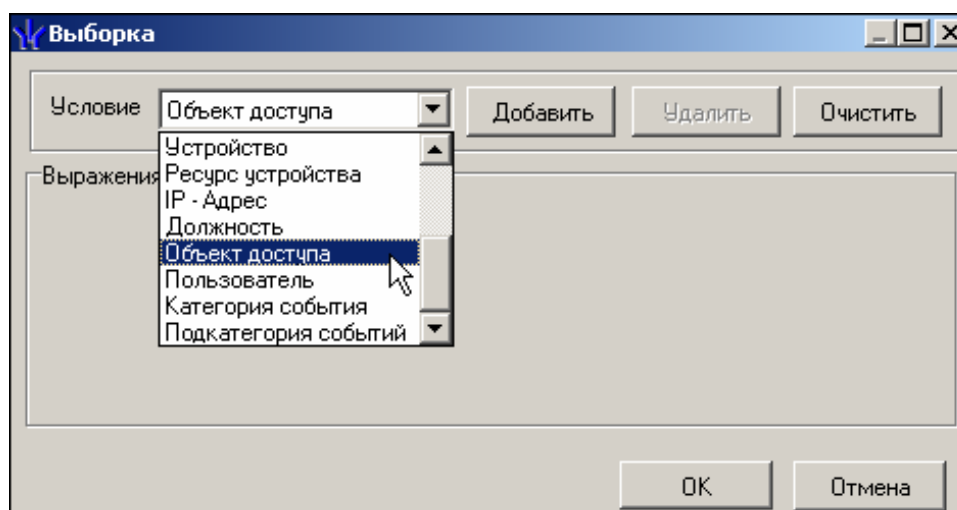 Выборка
Условие Объект доступа Добавить Удалить Очистить
Выражения
Устройство
Ресурс устройства
IP - Адрес
Должность
Объект доступа
Пользователь
Категория события
Подкатегория событий
OK Отмена